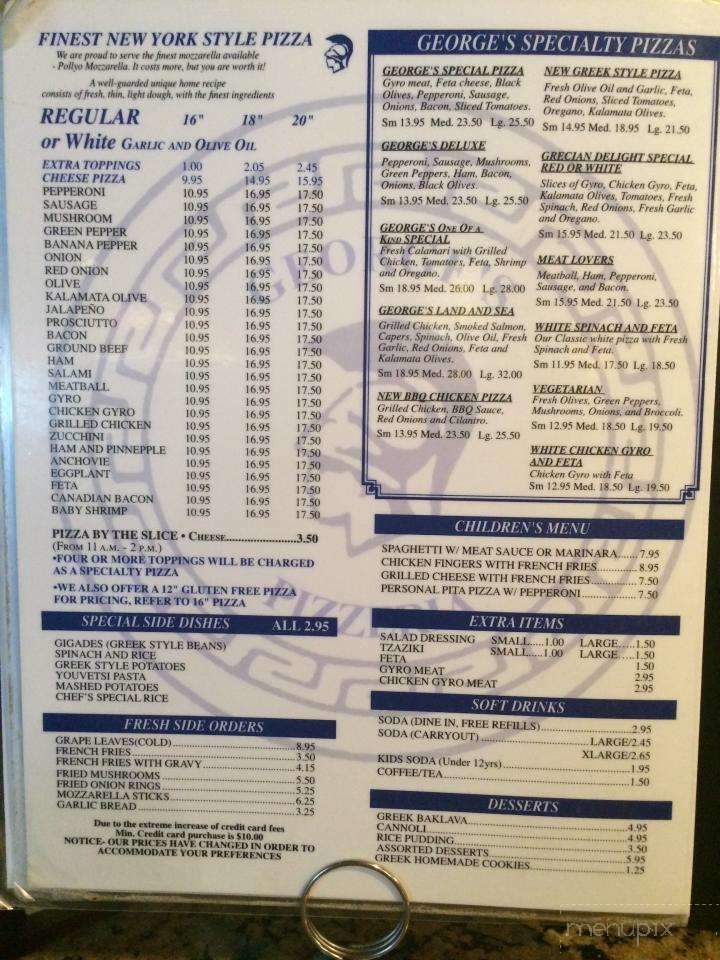 FINEST NEW YORK STYLE PIZZA
We are proud to serve the finest mozzarella available
- Pollyo Mozzarella. It costs more, but you are worth it!
A well-guarded unique home recipe
consists of fresh, thin, light dough, with the finest ingredients
REGULAR 16" 18" 20"
or White GARLIC AND OLIVE OIL
EXTRA TOPPINGS 1.00 2.05 2.45
CHEESE PIZZA 9.95 14.95 15.95
PEPPERONI 10.95 16.95 17.50
SAUSAGE 10.95 16.95 17.50
MUSHROOM 10.95 16.95 17.50
GREEN PEPPER 10.95 16.95 17.50
BANANA PEPPER 10.95 16.95 17.50
ONION 10.95 16.95 17.50
RED ONION 10.95 16.95 17.50
OLIVE 10.95 16.95 17.50
KALAMATA OLIVE 10.95 16.95 17.50
JALAPEÑO 10.95 16.95 17.50
PROSCIUTTO 10.95 16.95 17.50
BACON 10.95 16.95 17.50
GROUND BEEF 10.95 16.95 17.50
HAM 10.95 16.95 17.50
SALAMI 10.95 16.95 17.50
MEATBALL 10.95 16.95 17.50
GYRO 10.95 16.95 17.50
CHICKEN GYRO 10.95 16.95 17.50
GRILLED CHICKEN 10.95 16.95 17.50
ZUCCHINI 10.95 16.95 17.50
HAM AND PINNEPPLE 10.95 16.95 17.50
ANCHOVIE 10.95 16.95 17.50
EGGPLANT 10.95 16.95 17.50
FETA 10.95 16.95 17.50
CANADIAN BACON 10.95 16.95 17.50
BABY SHRIMP 10.95 16.95 17.50
PIZZA BY THE SLICE • CHEESE..................3.50
(FROM 11 A.M. - 2 P.M.)
•FOUR OR MORE TOPPINGS WILL BE CHARGED
AS A SPECIALTY PIZZA
•WE ALSO OFFER A 12" GLUTEN FREE PIZZA
FOR PRICING, REFER TO 16" PIZZA
SPECIAL SIDE DISHES ALL 2.95
GIGADES (GREEK STYLE BEANS)
SPINACH AND RICE
GREEK STYLE POTATOES
YOUVETSI PASTA
MASHED POTATOES
CHEF'S SPECIAL RICE
FRESH SIDE ORDERS
GRAPE LEAVES(COLD)..................8.95
FRENCH FRIES..................3.50
FRENCH FRIES WITH GRAVY..................4.15
FRIED MUSHROOMS..................5.50
FRIED ONION RINGS..................5.25
MOZZARELLA STICKS..................6.25
GARLIC BREAD..................3.25
Due to the extreme increase of credit card fees
Min. Credit card purchase is $10.00
NOTICE- OUR PRICES HAVE CHANGED IN ORDER TO
ACCOMMODATE YOUR PREFERENCES
GEORGE'S SPECIALTY PIZZAS
GEORGE'S SPECIAL PIZZA
Gyro meat, Feta cheese, Black
Olives, Pepperoni, Sausage,
Onions, Bacon, Sliced Tomatoes.
Sm 13.95 Med. 23.50 Lg. 25.50
GEORGE'S DELUXE
Pepperoni, Sausage, Mushrooms,
Green Peppers, Ham, Bacon,
Onions, Black Olives.
Sm 13.95 Med. 23.50 Lg. 25.50
GEORGE'S ONE OF A
KIND SPECIAL
Fresh Calamari with Grilled
Chicken, Tomatoes, Feta, Shrimp
and Oregano.
Sm 18.95 Med. 26.00 Lg. 28.00
GEORGE'S LAND AND SEA
Grilled Chicken, Smoked Salmon,
Capers, Spinach, Olive Oil, Fresh
Garlic, Red Onions, Feta and
Kalamata Olives.
Sm 18.95 Med. 28.00 Lg. 32.00
NEW BBQ CHICKEN PIZZA
Grilled Chicken, BBQ Sauce,
Red Onions and Cilantro.
Sm 13.95 Med. 23.50 Lg. 25.50
NEW GREEK STYLE PIZZA
Fresh Olive Oil and Garlic, Feta,
Red Onions, Sliced Tomatoes,
Oregano, Kalamata Olives.
Sm 14.95 Med. 18.95 Lg. 21.50
GRECIAN DELIGHT SPECIAL
RED OR WHITE
Slices of Gyro, Chicken Gyro, Feta,
Kalamata Olives, Tomatoes, Fresh
Spinach, Red Onions, Fresh Garlic
and Oregano.
Sm 15.95 Med. 21.50 Lg. 23.50
MEAT LOVERS
Meatball, Ham, Pepperoni,
Sausage, and Bacon.
Sm 15.95 Med. 21.50 Lg. 23.50
WHITE SPINACH AND FETA
Our Classic white pizza with Fresh
Spinach and Feta.
Sm 11.95 Med. 17.50 Lg. 18.50
VEGETARIAN
Fresh Olives, Green Peppers,
Mushrooms, Onions, and Broccoli.
Sm 12.95 Med. 18.50 Lg. 19.50
WHITE CHICKEN GYRO
AND FETA
Chicken Gyro with Feta
Sm 12.95 Med. 18.50 Lg. 19.50
CHILDREN'S MENU
SPAGHETTI W/ MEAT SAUCE OR MARINARA......7.95
CHICKEN FINGERS WITH FRENCH FRIES..........8.95
GRILLED CHEESE WITH FRENCH FRIES............7.50
PERSONAL PITA PIZZA W/ PEPPERONI............7.50
EXTRA ITEMS
SALAD DRESSING SMALL.....1.00 LARGE.....1.50
TZAZIKI SMALL.....1.00 LARGE.....1.50
FETA 1.50
GYRO MEAT 2.95
CHICKEN GYRO MEAT 2.95
SOFT DRINKS
SODA (DINE IN, FREE REFILLS)..................2.95
SODA (CARRYOUT)..................LARGE/2.45
XLARGE/2.65
KIDS SODA (Under 12yrs)..................1.95
COFFEE/TEA..................1.50
DESSERTS
GREEK BAKLAVA..................4.95
CANNOLI..................4.95
RICE PUDDING..................3.50
ASSORTED DESSERTS..................5.95
GREEK HOMEMADE COOKIES..................1.25
GEORGE'S
PIZZERIA
menupix